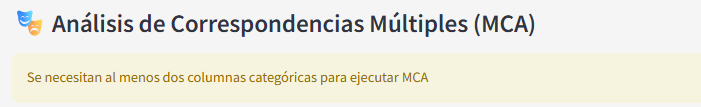 Análisis de Correspondencias Múltiples (MCA)
Se necesitan al menos dos columnas categóricas para ejecutar MCA